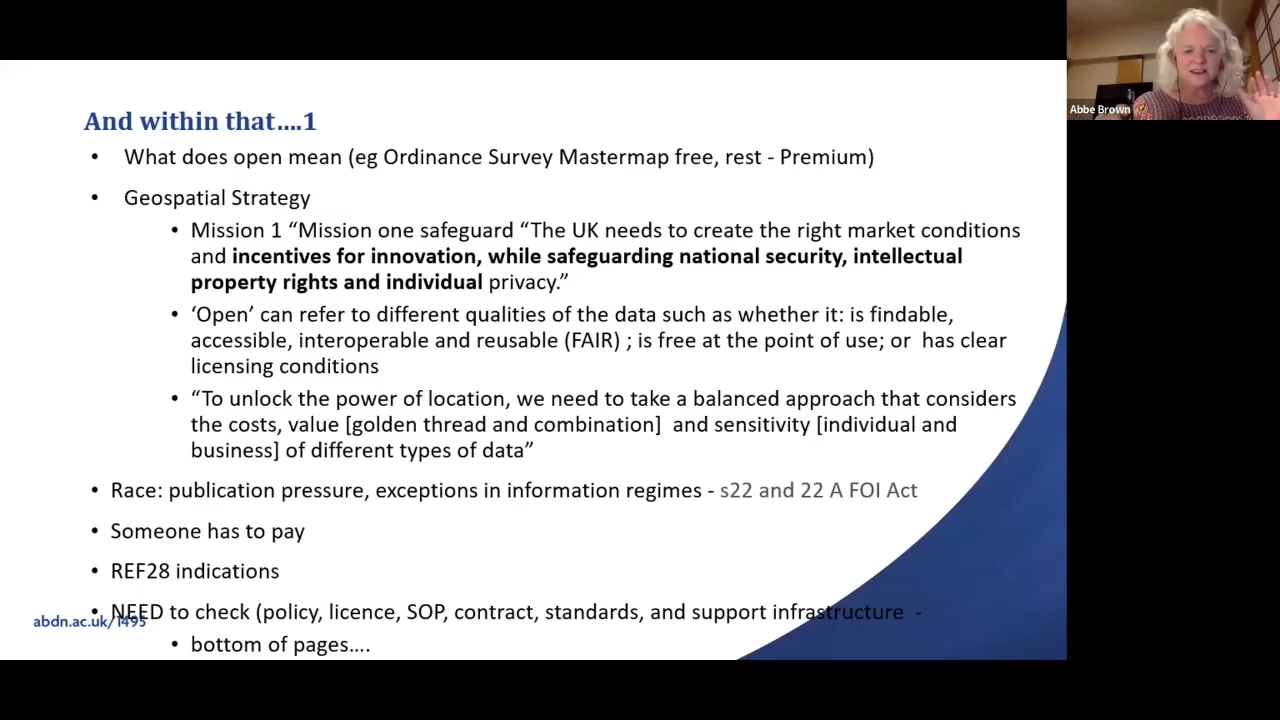 Abbe Brown
And within that....1
• What does open mean (eg Ordinance Survey Mastermap free, rest - Premium)
• Geospatial Strategy
• Mission 1 “Mission one safeguard “The UK needs to create the right market conditions
and incentives for innovation, while safeguarding national security, intellectual
property rights and individual privacy.”
• ‘Open’ can refer to different qualities of the data such as whether it: is findable,
accessible, interoperable and reusable (FAIR) ; is free at the point of use; or has clear
licensing conditions
• “To unlock the power of location, we need to take a balanced approach that considers
the costs, value [golden thread and combination] and sensitivity [individual and
business] of different types of data”
• Race: publication pressure, exceptions in information regimes - s22 and 22 A FOI Act
• Someone has to pay
• REF28 indications
• NEED to check (policy, licence, SOP, contract, standards, and support infrastructure -
abdn.ac.uk/1495
• bottom of pages....